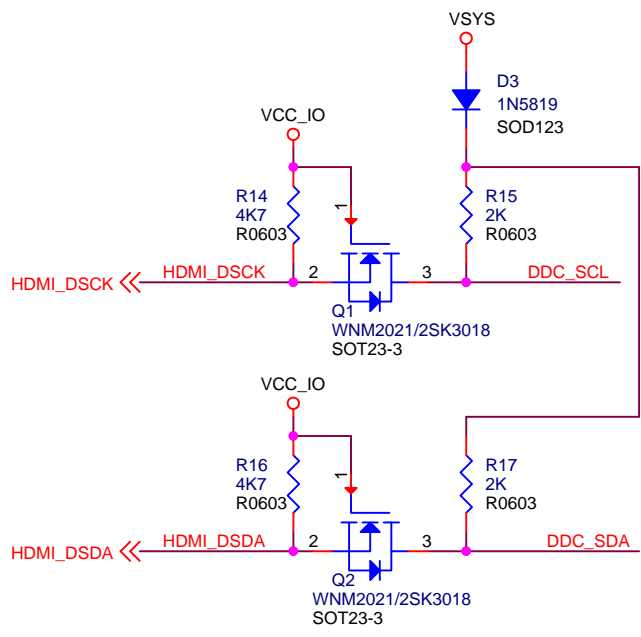 VSYS
D3
1N5819
SOD123
VCC_IO
R14
4K7
R0603
1
R15
2K
R0603
HDMI_DSCK
HDMI_DSCK
2
3
DDC_SCL
Q1
WNM2021/2SK3018
SOT23-3
VCC_IO
R16
4K7
R0603
1
R17
2K
R0603
HDMI_DSDA
HDMI_DSDA
2
3
DDC_SDA
Q2
WNM2021/2SK3018
SOT23-3